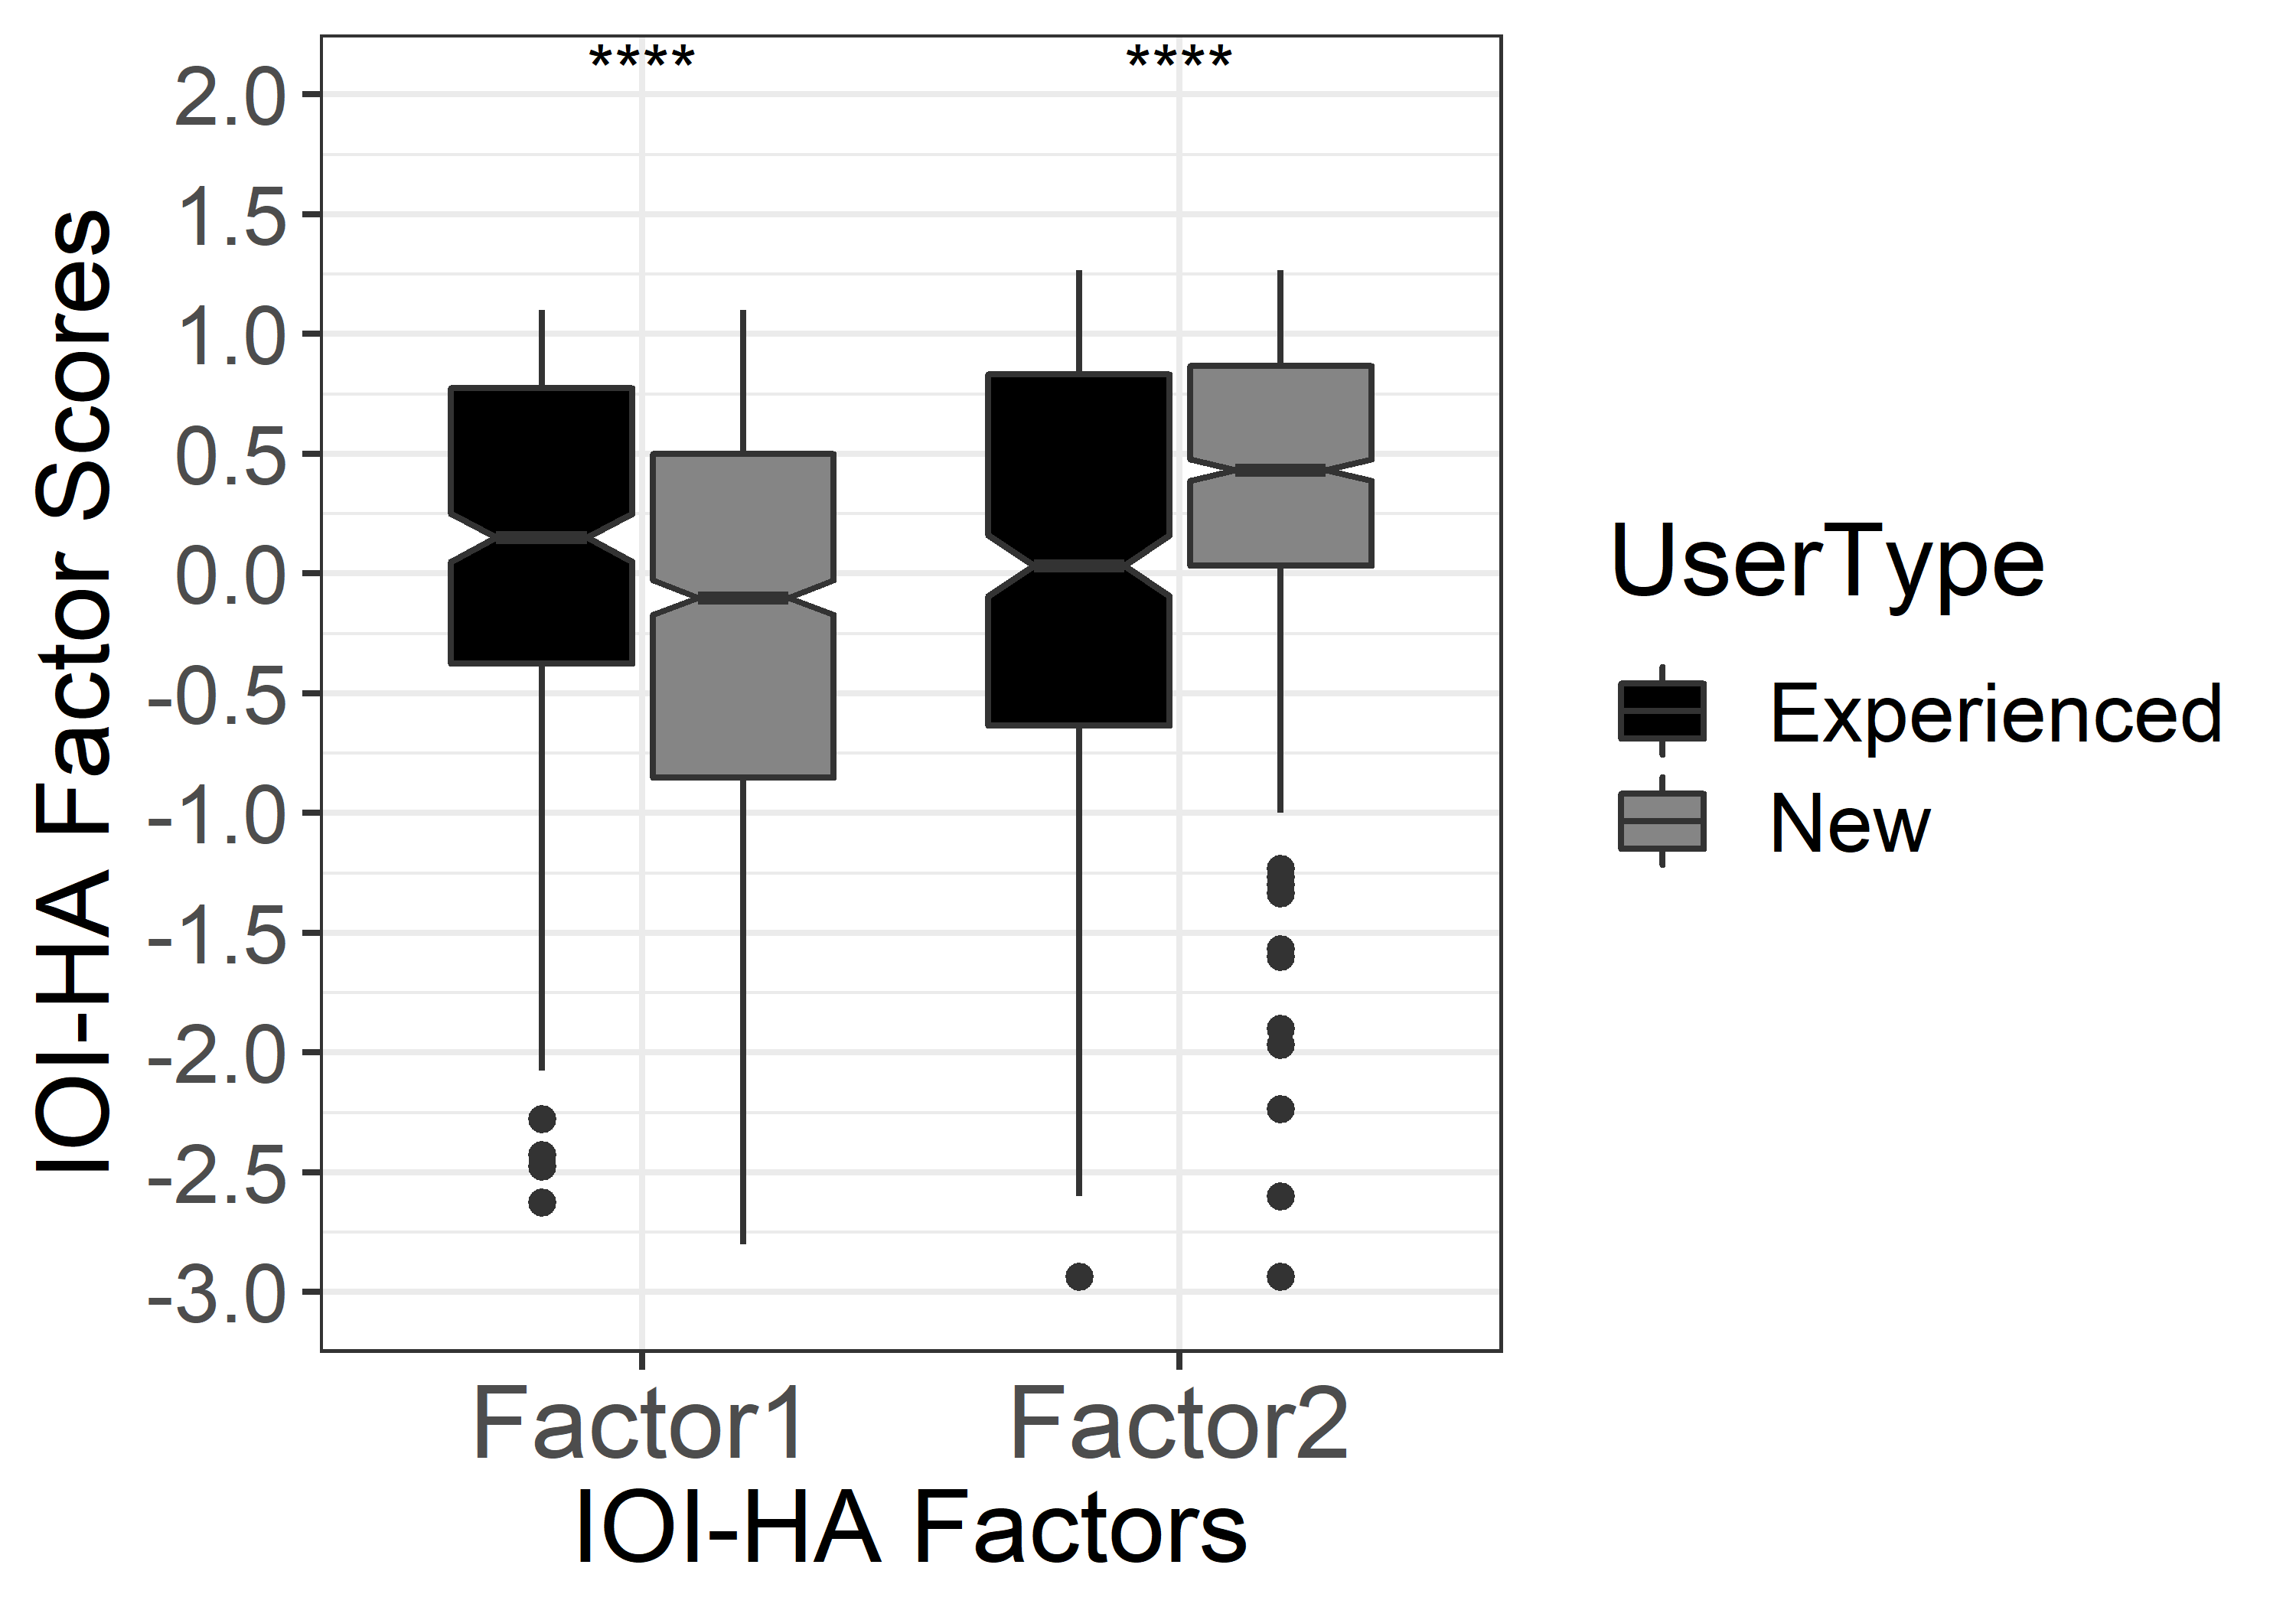 **** ****
2.0
1.5
1.0
0.5
0.0
-0.5
-1.0
-1.5
-2.0
-2.5
-3.0
IOI-HA Factor Scores
Factor1 Factor2
IOI-HA Factors
UserType
Experienced
New